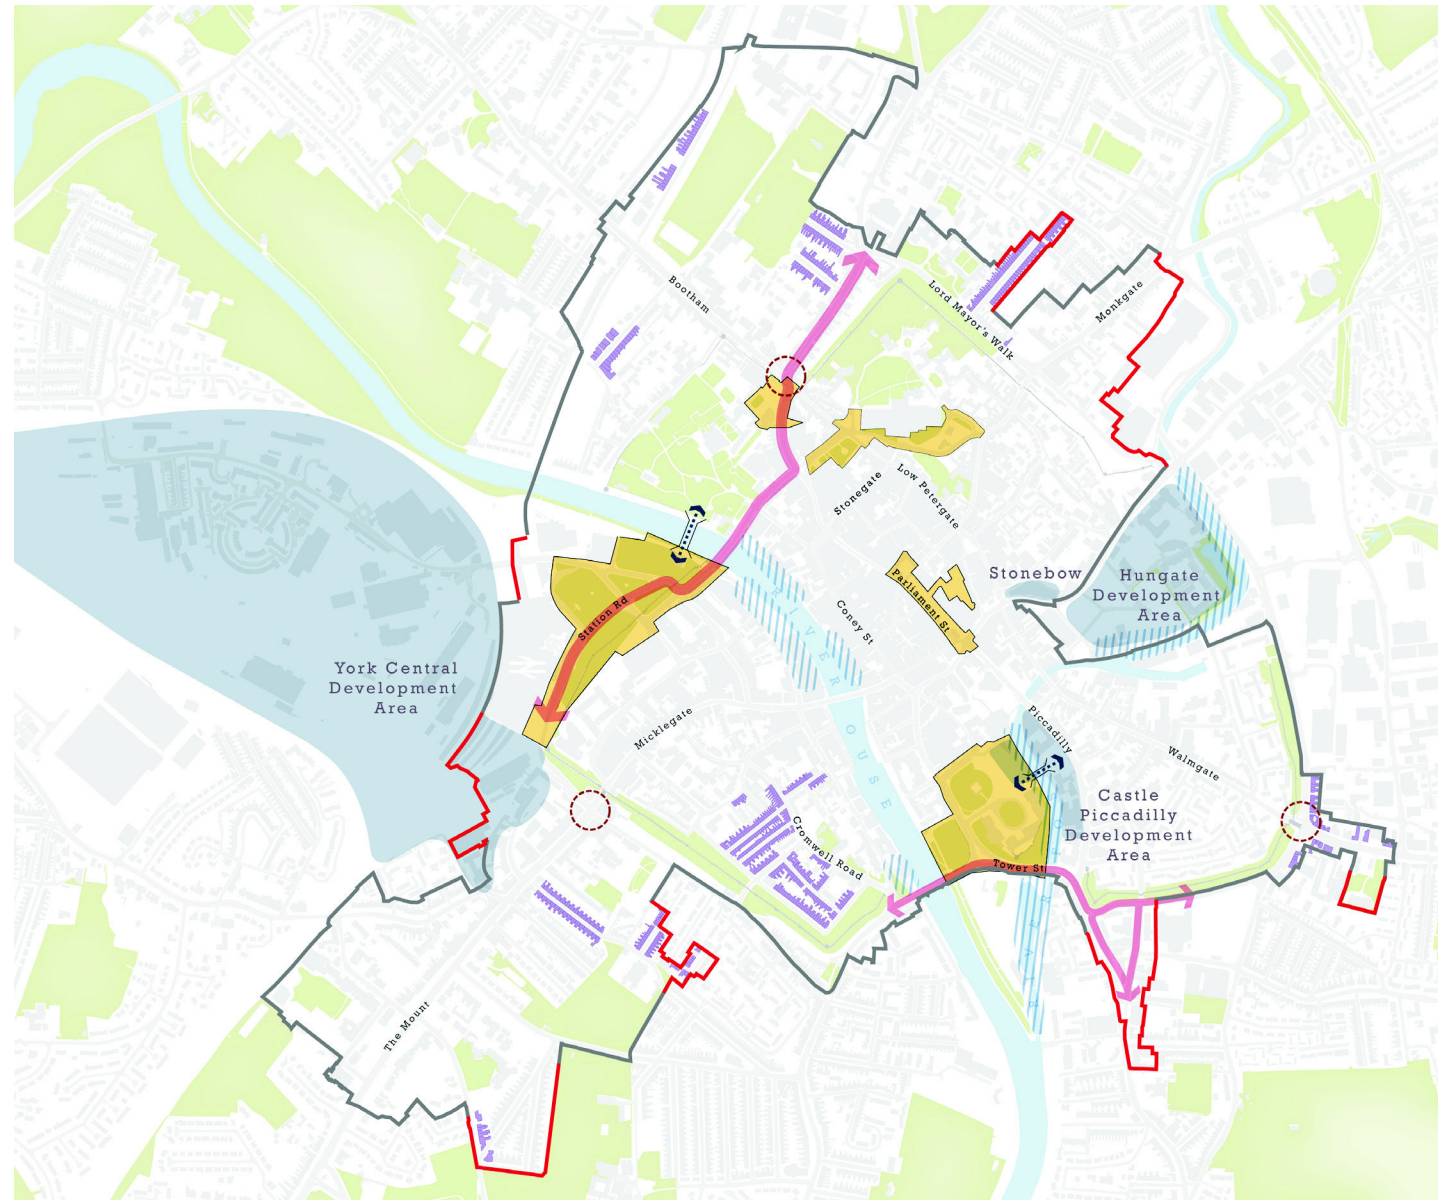 Bootham
Lord Mayor's Walk
Monkgate
Stonegate
Low Petergate
Stonebow
Hungate
Development
Area
Parliament St
Station Rd
Coney St
RIVER OUSE
York Central
Development
Area
Micklegate
Piccadilly
Walmgate
Castle
Piccadilly
Development
Area
Cromwell Road
Tower St
The Mount